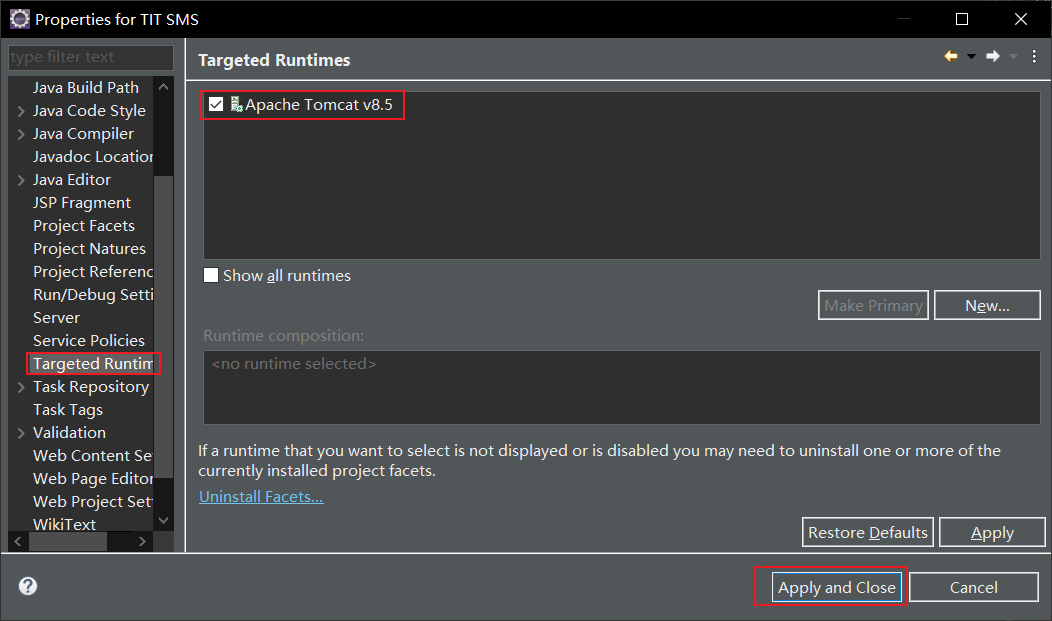 Properties for TIT SMS
type filter text
Java Build Path
Java Code Style
Java Compiler
Javadoc Location
Java Editor
JSP Fragment
Project Facets
Project Natures
Project Referenc
Run/Debug Setti
Server
Service Policies
Targeted Runtim
Task Repository
Task Tags
Validation
Web Content Se
Web Page Editor
Web Project Set
WikiText
Targeted Runtimes
Apache Tomcat v8.5
Show all runtimes
Make Primary
New...
Runtime composition:
<no runtime selected>
If a runtime that you want to select is not displayed or is disabled you may need to uninstall one or more of the
currently installed project facets.
Uninstall Facets...
Restore Defaults
Apply
Apply and Close
Cancel